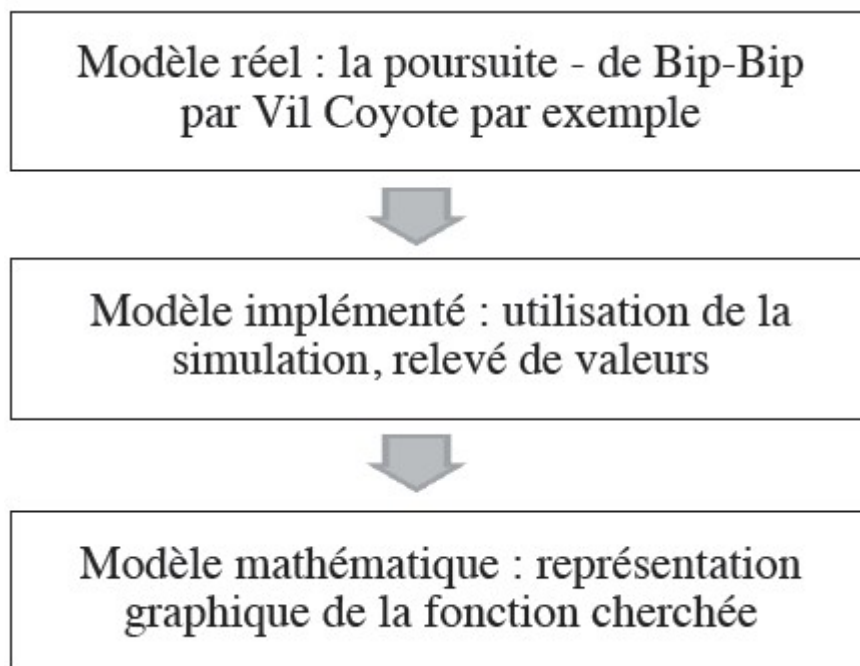 Modèle réel : la poursuite - de Bip-Bip
par Vil Coyote par exemple
Modèle implémenté : utilisation de la
simulation, relevé de valeurs
Modèle mathématique : représentation
graphique de la fonction cherchée